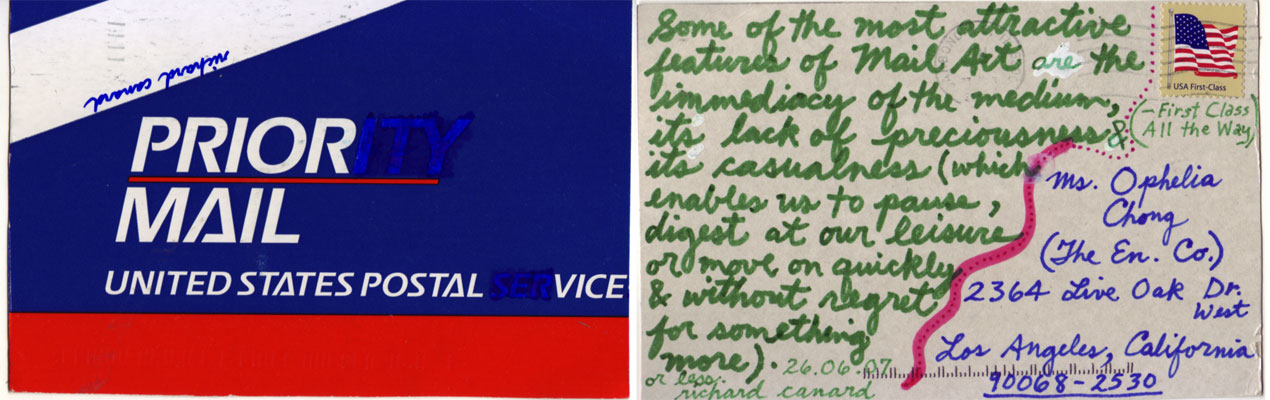 richard canard
PRIORITY
MAIL
UNITED STATES POSTAL SERVICE
Some of the most attractive
features of Mail Art are the
immediacy of the medium,
its lack of preciousness &
its casualness (which
enables us to pause,
digest at our leisure
or move on quickly
& without regret
for something
more).
or less.
26.06.07
richard canard
USA First-Class
(-First Class
All the Way)
Ms. Ophelia
Chong
(The En. Co.)
2364 Live Oak Dr.
West
Los Angeles, California
90068-2530